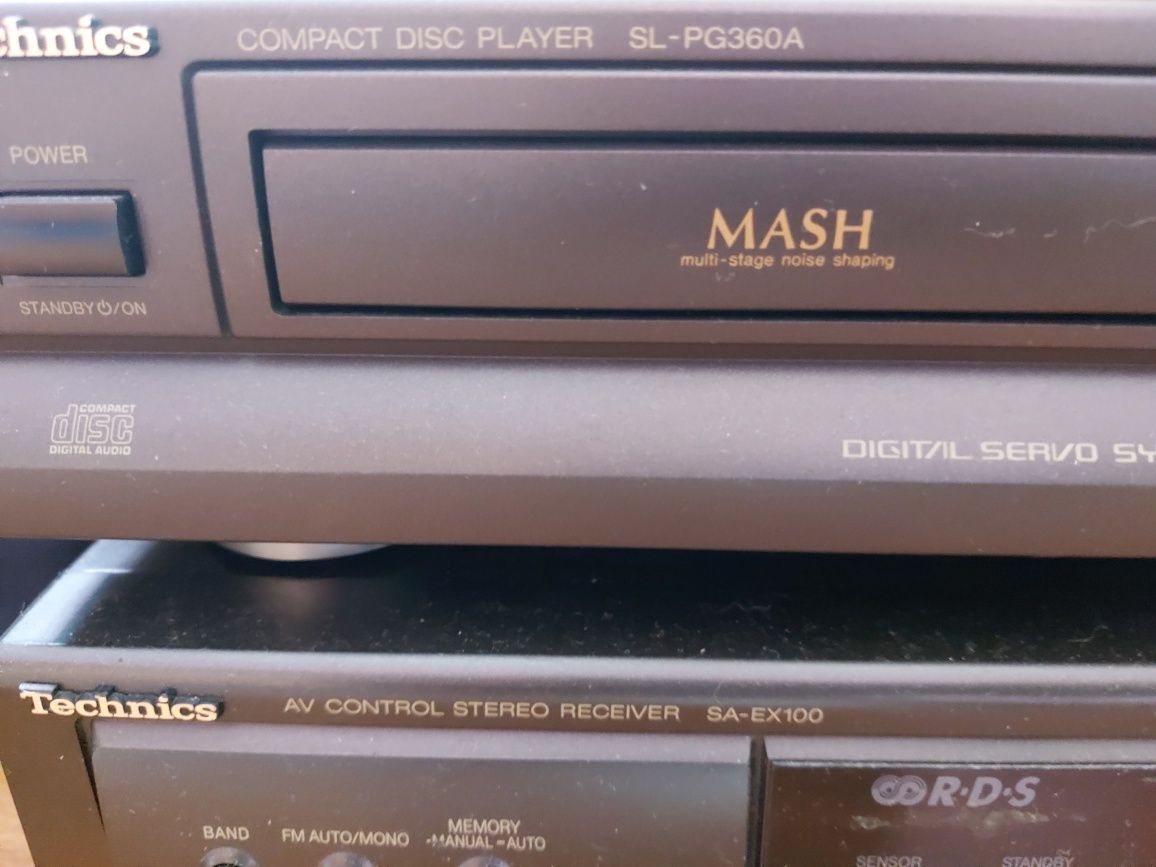 chnics COMPACT DISC PLAYER SL-PG360A
POWER
MASH
multi-stage noise shaping
STANDBY ⏻/ON
COMPACT
disc
DIGITAL AUDIO
DIGITAL SERVO SY
Technics AV CONTROL STEREO RECEIVER SA-EX100
R·D·S
BAND FM AUTO/MONO MEMORY
-MANUAL =AUTO
SENSOR STANDBY